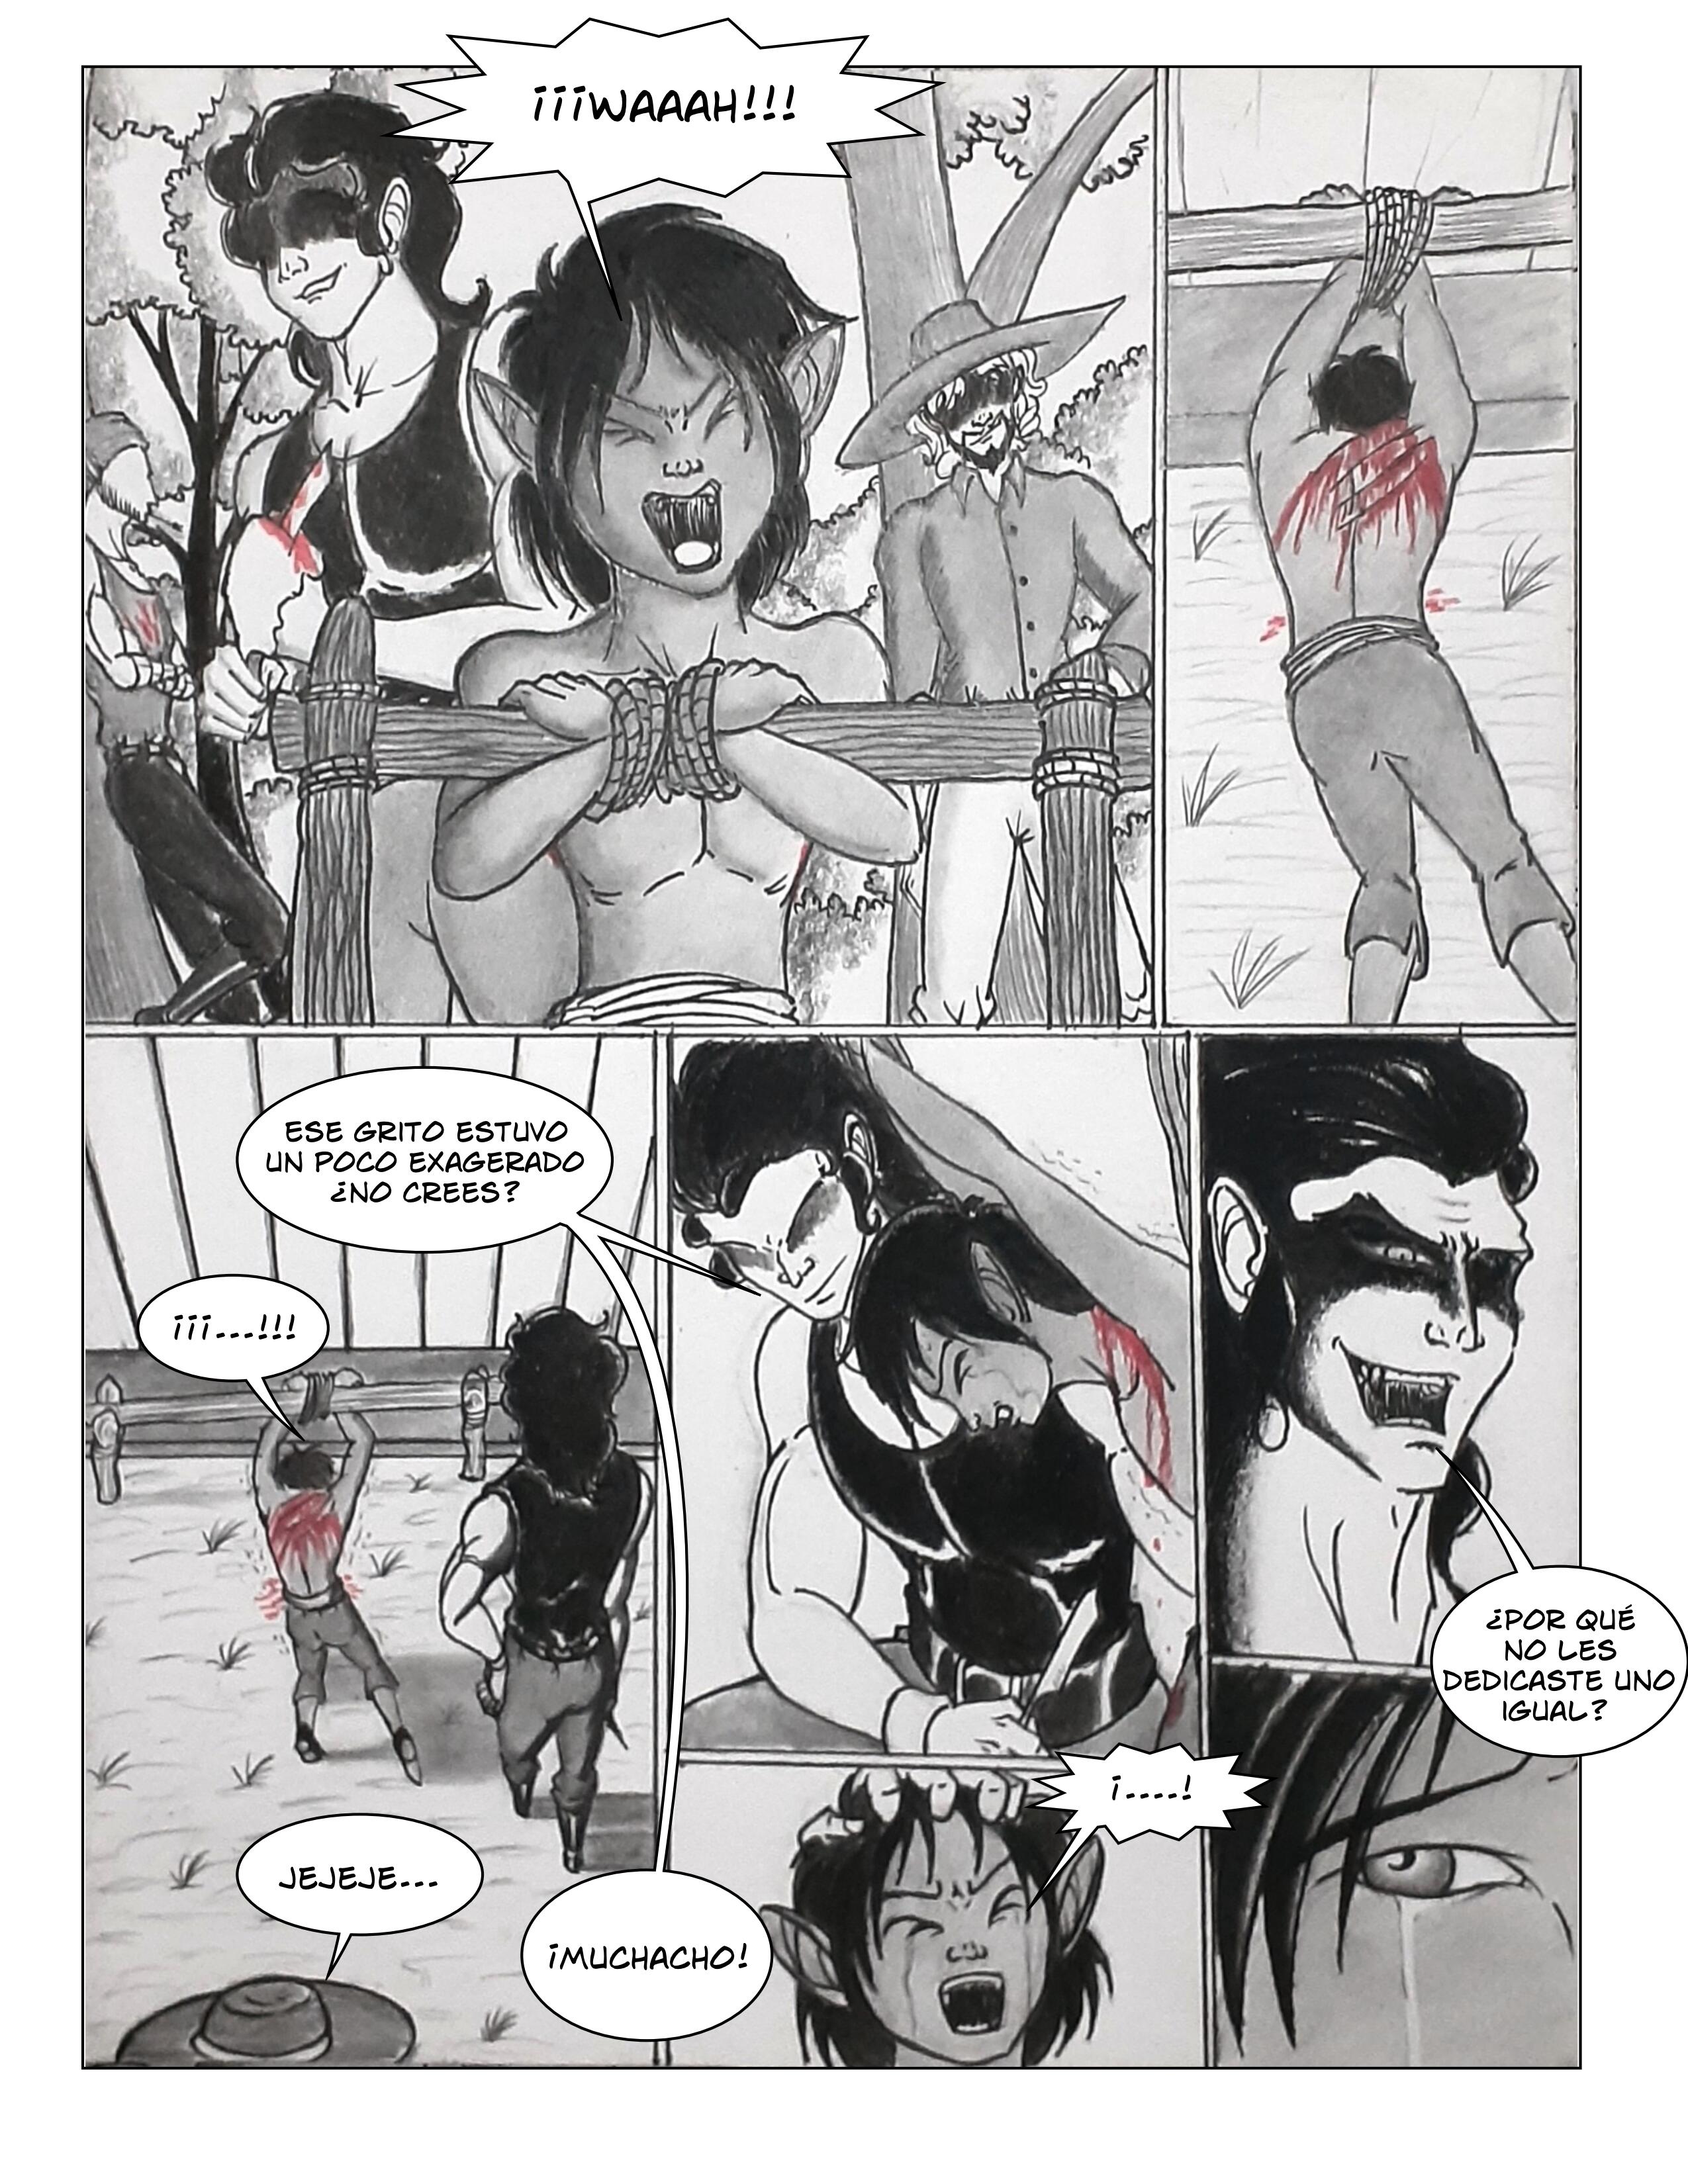 ¡¡¡WAAAH!!!
ESE GRITO ESTUVO
UN POCO EXAGERADO
¿NO CREES?
¡¡¡...!!!
JEJEJE...
¡MUCHACHO!
¡....!
¿POR QUÉ
NO LES
DEDICASTE UNO
IGUAL?